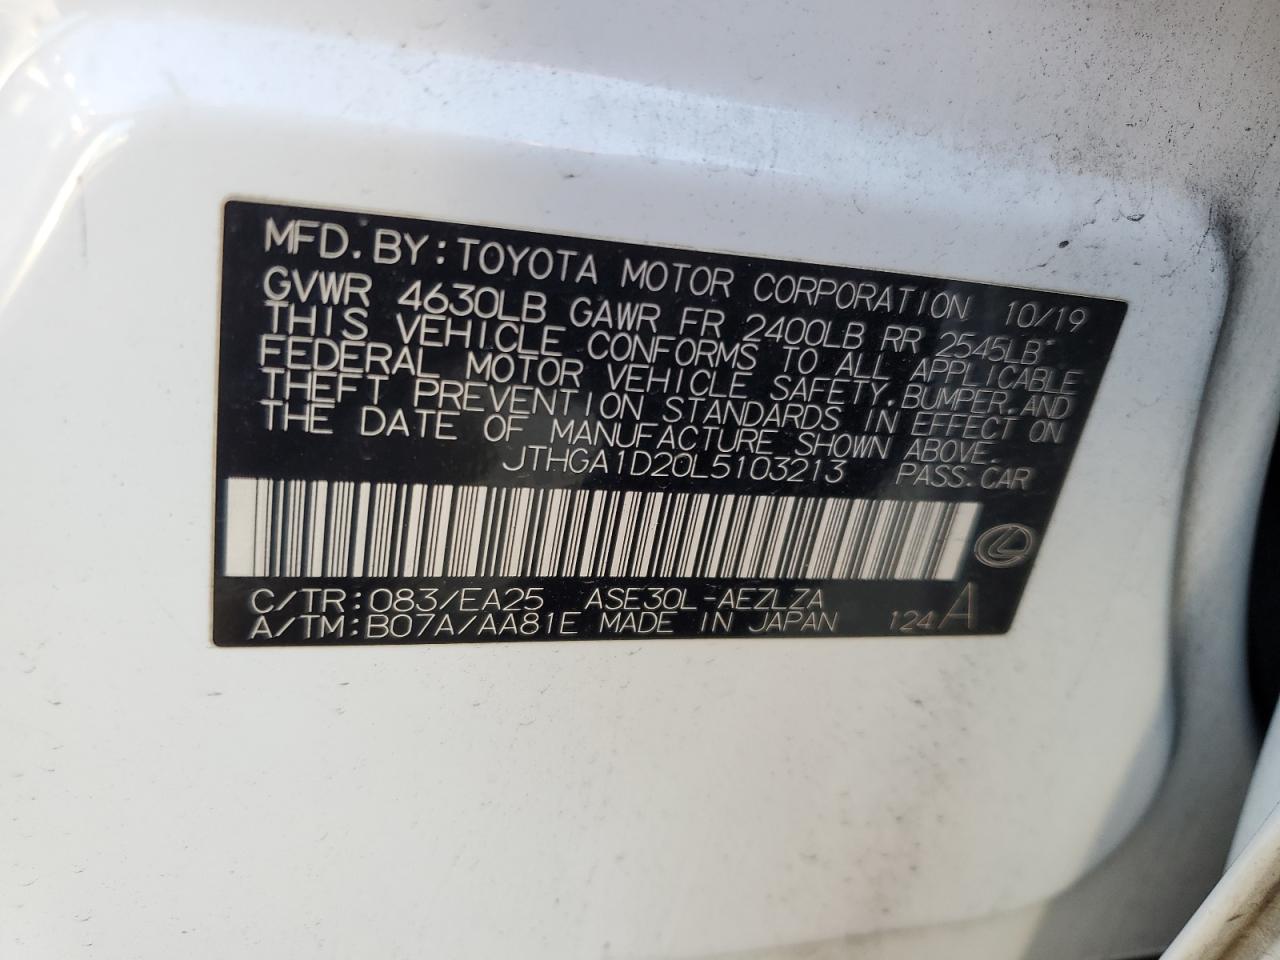 MFD. BY: TOYOTA MOTOR CORPORATION 10/19
GVWR 4630LB GAWR FR 2400LB RR 2545LB
THIS VEHICLE CONFORMS TO ALL APPLICABLE
FEDERAL MOTOR VEHICLE SAFETY, BUMPER, AND
THEFT PREVENTION STANDARDS IN EFFECT ON
THE DATE OF MANUFACTURE SHOWN ABOVE.
JTHGA1D20L5103213 PASS. CAR
C/TR: 083/EA25 ASE30L-AEZLZA
A/TM: B07A/AA81E MADE IN JAPAN 124 A